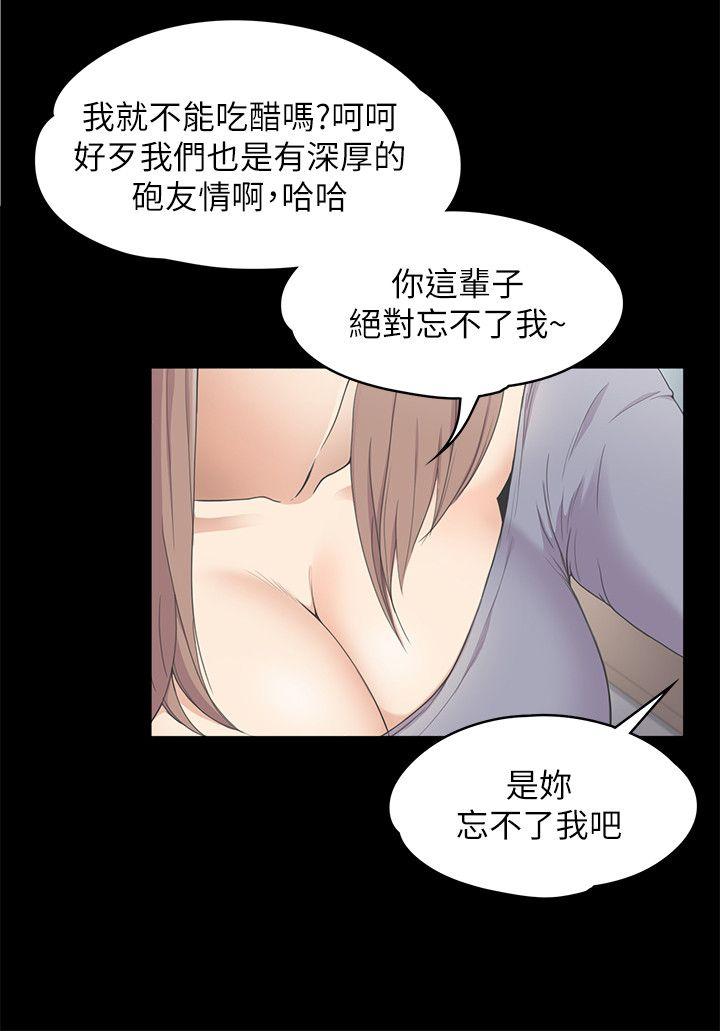 我就不能吃醋嗎?呵呵
好歹我們也是有深厚的
砲友情啊,哈哈
你這輩子
絕對忘不了我~
是妳
忘不了我吧